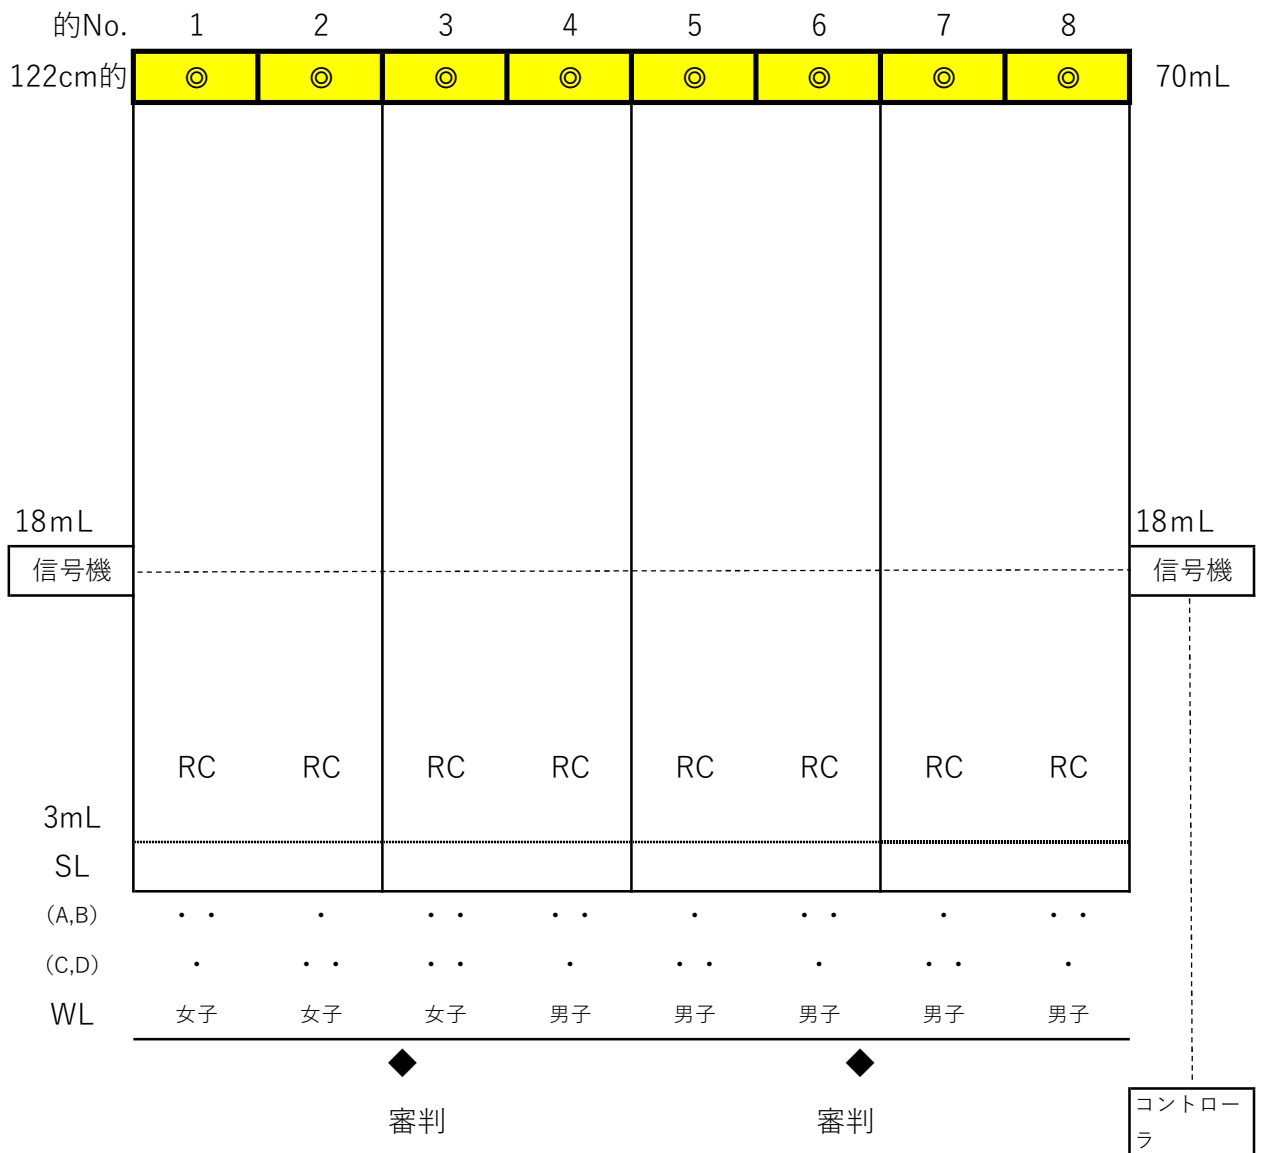 的No. 1 2 3 4 5 6 7 8
122cm的 ◎ ◎ ◎ ◎ ◎ ◎ ◎ ◎ 70mL
18mL 18mL
信号機 信号機
RC RC RC RC RC RC RC RC
3mL
SL
(A,B) ・・ ・ ・・ ・・ ・ ・・ ・ ・・
(C,D) ・ ・・ ・・ ・ ・・ ・ ・・ ・
WL 女子 女子 女子 男子 男子 男子 男子 男子
◆ ◆
審判 審判
コントロー
ラ